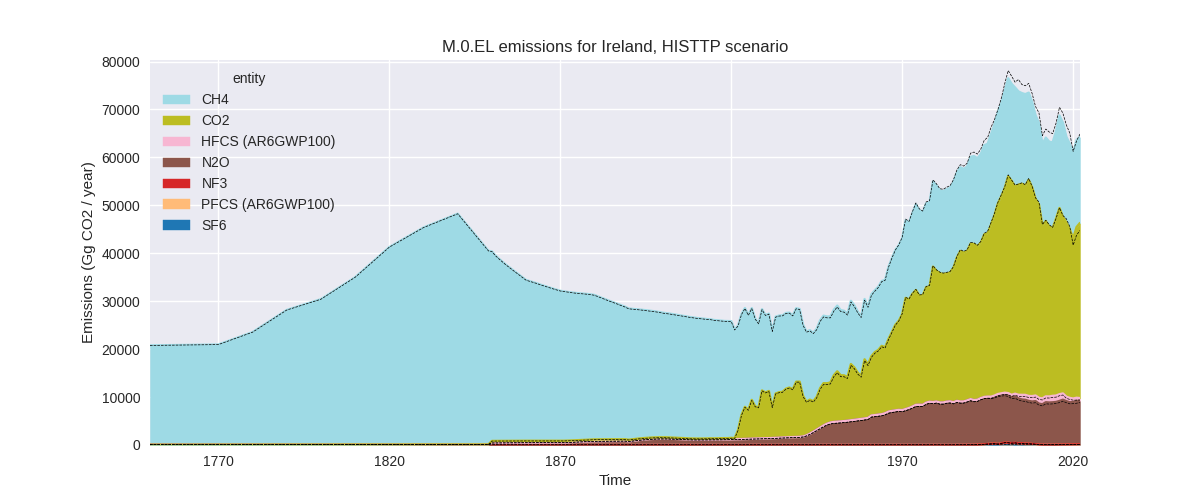 M.0.EL emissions for Ireland, HISTTP scenario
80000
70000
60000
50000
40000
30000
20000
10000
0
Emissions (Gg CO2 / year)
entity
CH4
CO2
HFCS (AR6GWP100)
N2O
NF3
PFCS (AR6GWP100)
SF6
1770
1820
1870
1920
1970
2020
Time